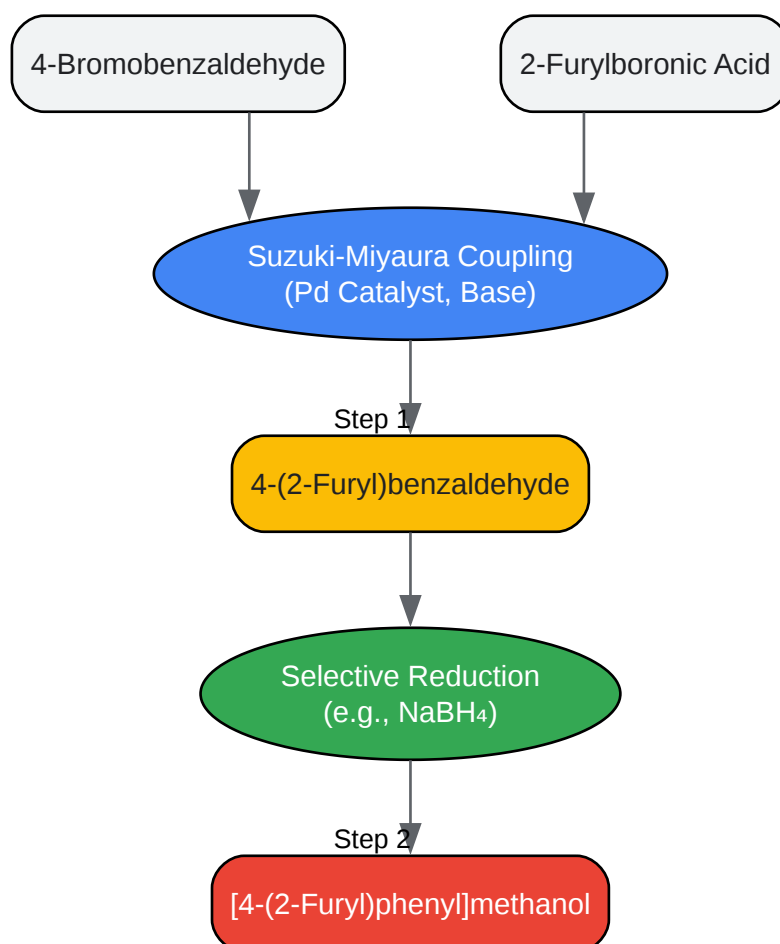 4-Bromobenzaldehyde
2-Furylboronic Acid
Suzuki-Miyaura Coupling
(Pd Catalyst, Base)
Step 1
4-(2-Furyl)benzaldehyde
Selective Reduction
(e.g., NaBH₄)
Step 2
[4-(2-Furyl)phenyl]methanol